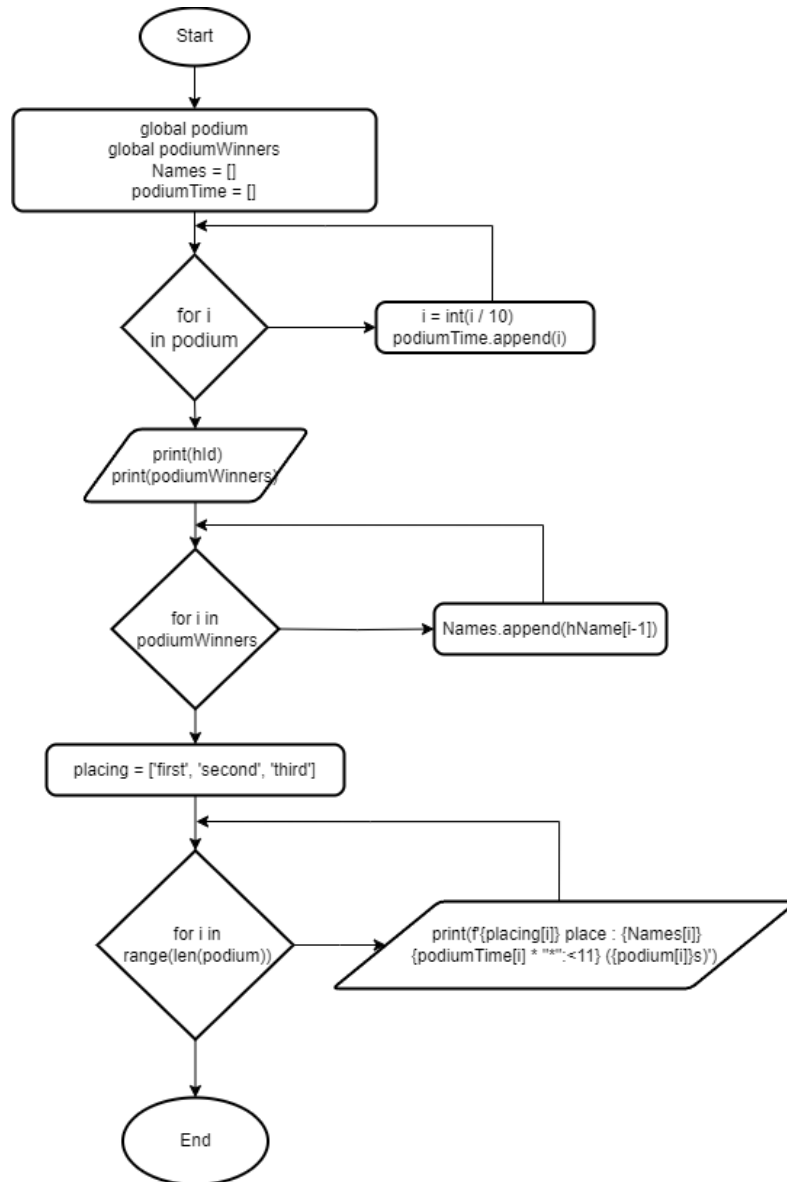 Start
global podium
global podiumWinners
Names = []
podiumTime = []
for i
in podium
i = int(i / 10)
podiumTime.append(i)
print(hId)
print(podiumWinners)
for i in
podiumWinners
Names.append(hName[i-1])
placing = ['first', 'second', 'third']
for i in
range(len(podium))
print(f'{placing[i]} place : {Names[i]}
{podiumTime[i] * "*":<11} ({podium[i]}s)')
End